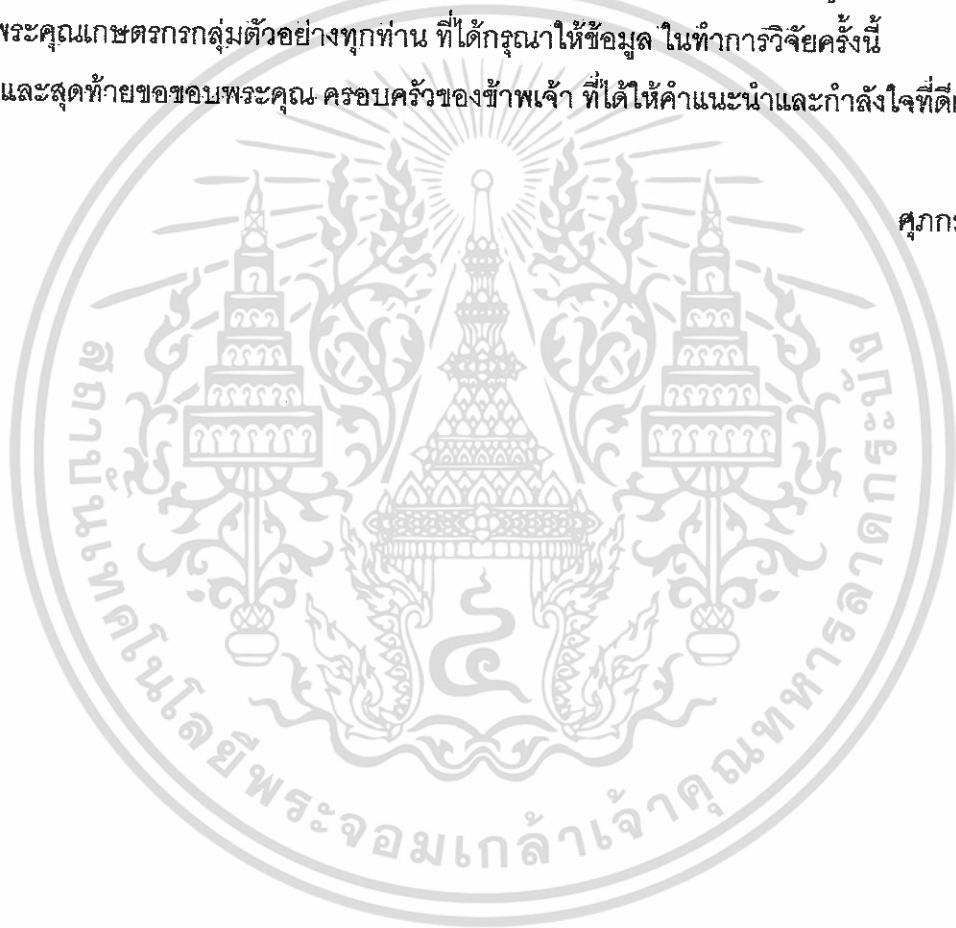 พระคุณเกษตรกรกลุ่มตัวอย่างทุกท่าน ที่ได้กรุณาให้ข้อมูล ในทำการวิจัยครั้งนี้
และสุดท้ายขอขอบพระคุณ ครอบครัวของข้าพเจ้า ที่ได้ให้คำแนะนำและกำลังใจที่ดี
ศุภก
สถาบันเทคโนโลยีพระจอมเกล้าเจ้าคุณทหารลาดกระบัง
๔